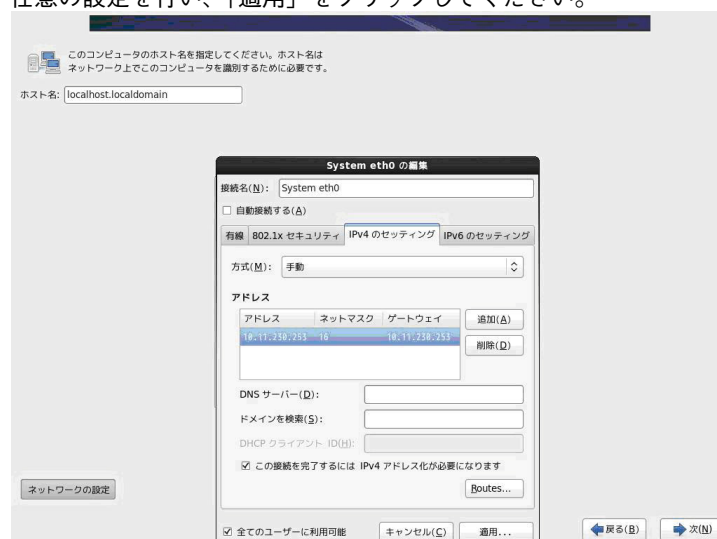 任意の設定を行い、「適用」をクリックしてください。
このコンピュータのホスト名を指定してください。ホスト名は
ネットワーク上でこのコンピュータを識別するために必要です。
ホスト名: localhost.localdomain
System eth0 の編集
接続名(N): System eth0
自動接続する(A)
有線 802.1x セキュリティ IPv4 のセッティング IPv6 のセッティング
方式(M): 手動
アドレス
アドレス ネットマスク ゲートウェイ 追加(A)
10.11.230.253 16 10.11.230.253
削除(D)
DNS サーバー(D):
ドメインを検索(S):
DHCP クライアント ID(H):
この接続を完了するには IPv4 アドレス化が必要になります
ネットワークの設定 Routes...
全てのユーザーに利用可能 キャンセル(C) 適用... 戻る(B) 次(N)